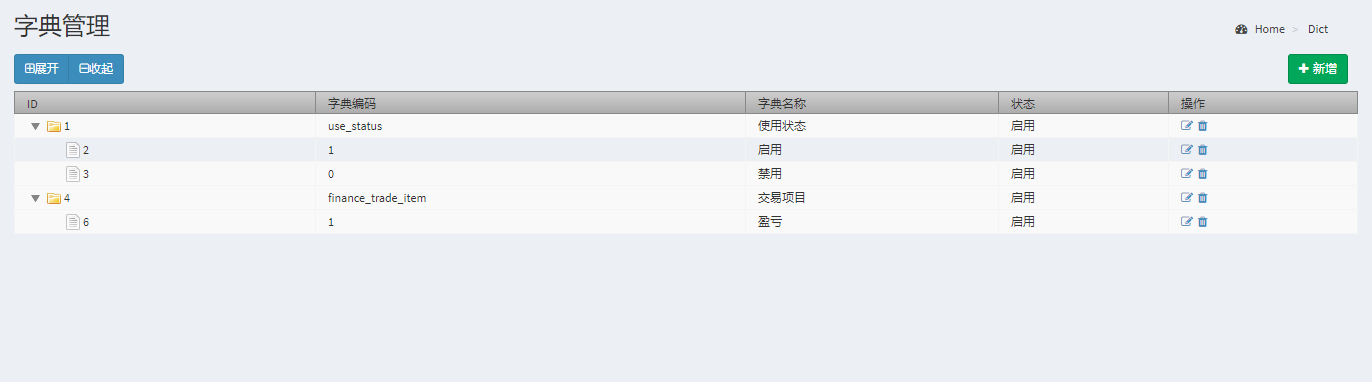 字典管理
Home > Dict
展开 收起
新增
ID 字典编码 字典名称 状态 操作
1 use_status 使用状态 启用
2 1 启用 启用
3 0 禁用 启用
4 finance_trade_item 交易项目 启用
6 1 盈亏 启用